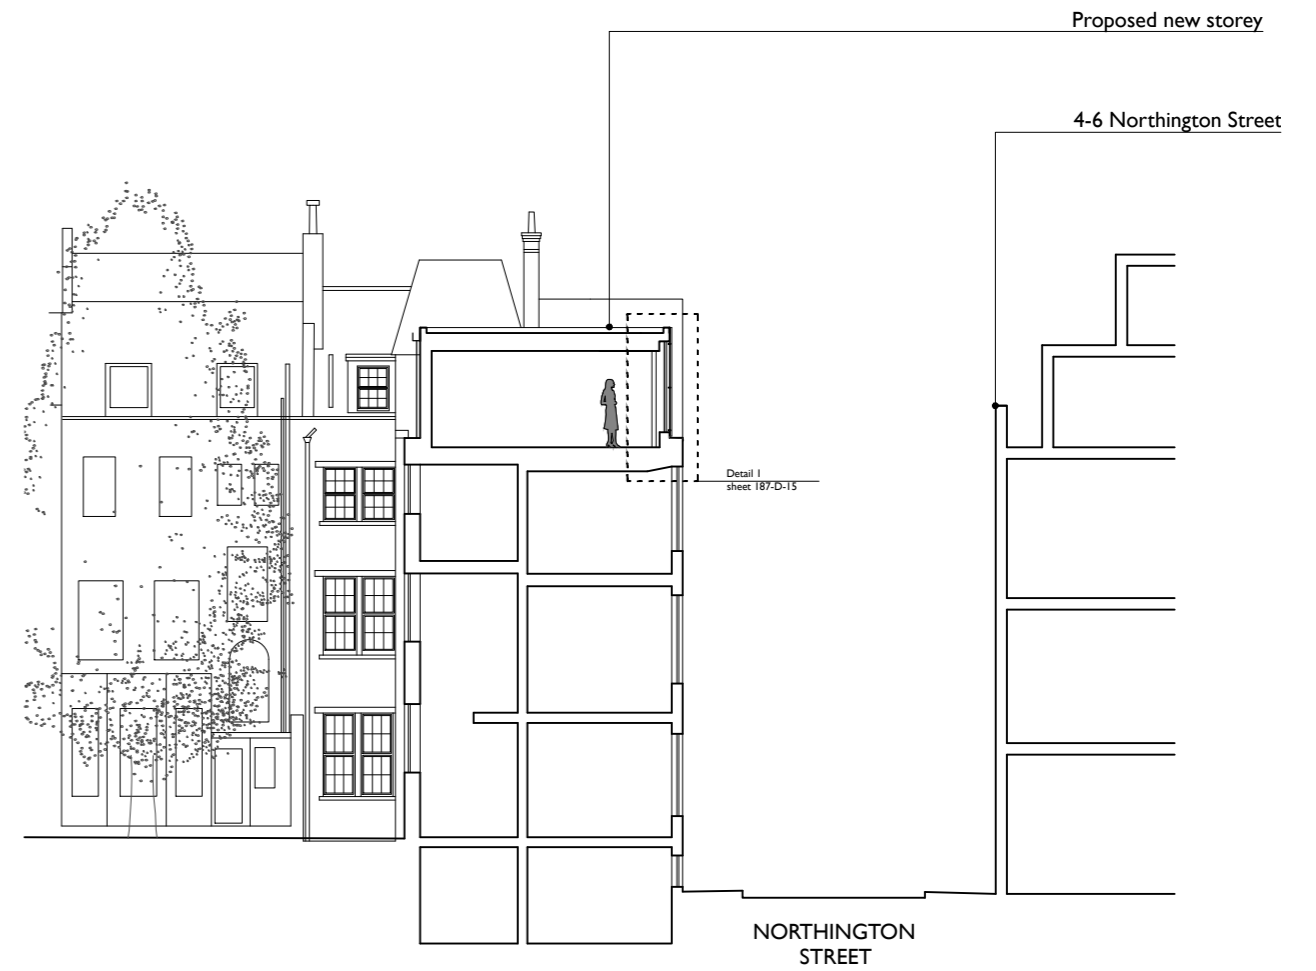 Proposed new storey
4-6 Northington Street
Detail 1
sheet 187-D-15
NORTHINGTON
STREET